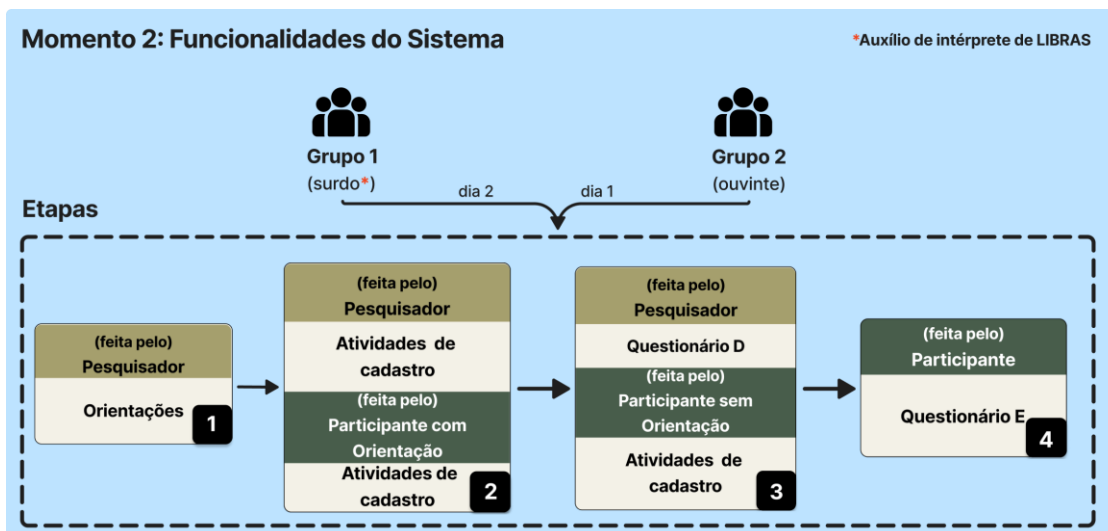 Momento 2: Funcionalidades do Sistema
*Auxílio de intérprete de LIBRAS
Grupo 1
(surdo*)
Grupo 2
(ouvinte)
dia 2
dia 1
Etapas
(feita pelo)
Pesquisador
Orientações
1
(feita pelo)
Pesquisador
Atividades de
cadastro
(feita pelo)
Participante com
Orientação
Atividades de
cadastro
2
(feita pelo)
Pesquisador
Questionário D
(feita pelo)
Participante sem
Orientação
Atividades de
cadastro
3
(feita pelo)
Participante
Questionário E
4